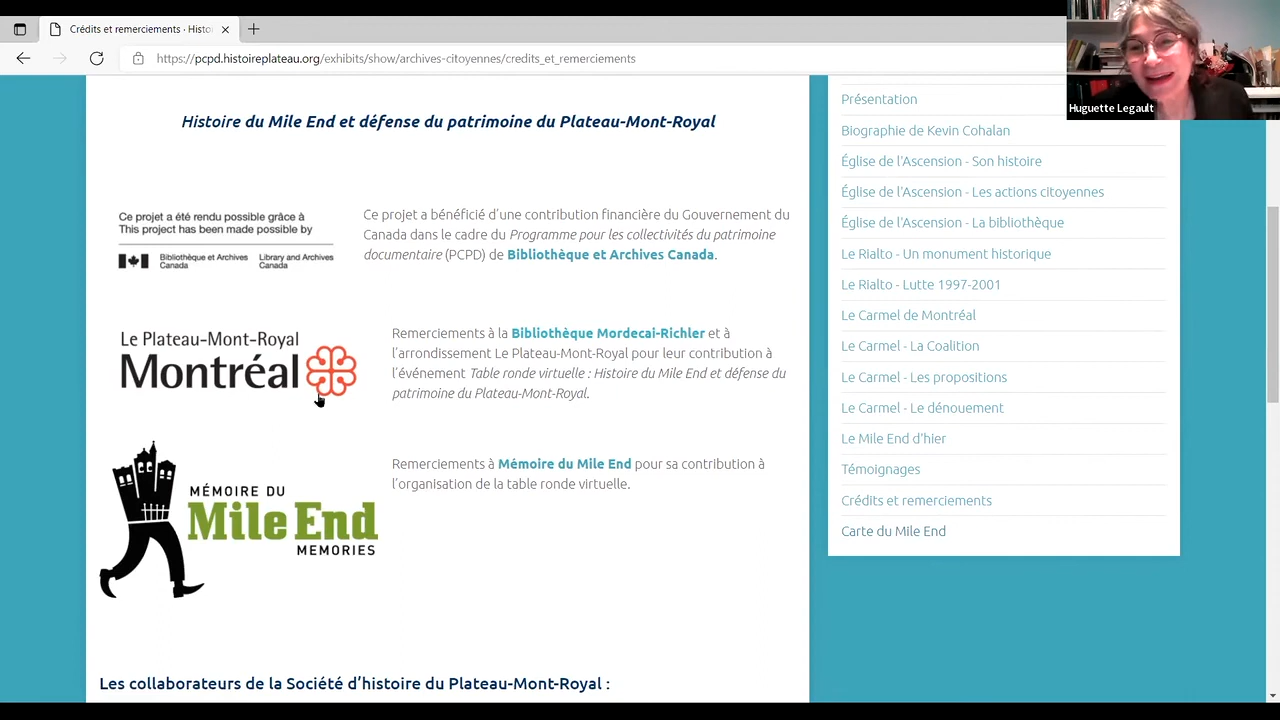 Crédits et remerciements · Histoi
https://pcpd.histoireplateau.org/exhibits/show/archives-citoyennes/credits_et_remerciements
Huguette Legault
Histoire du Mile End et défense du patrimoine du Plateau-Mont-Royal
Ce projet a été rendu possible grâce à
This project has been made possible by
Bibliothèque et Archives Library and Archives
Canada Canada
Ce projet a bénéficié d'une contribution financière du Gouvernement du
Canada dans le cadre du Programme pour les collectivités du patrimoine
documentaire (PCPD) de Bibliothèque et Archives Canada.
Le Plateau-Mont-Royal
Montréal
Remerciements à la Bibliothèque Mordecai-Richler et à
l'arrondissement Le Plateau-Mont-Royal pour leur contribution à
l'événement Table ronde virtuelle : Histoire du Mile End et défense du
patrimoine du Plateau-Mont-Royal.
MÉMOIRE DU
Mile End
MEMORIES
Remerciements à Mémoire du Mile End pour sa contribution à
l'organisation de la table ronde virtuelle.
Les collaborateurs de la Société d'histoire du Plateau-Mont-Royal :
Présentation
Biographie de Kevin Cohalan
Église de l'Ascension - Son histoire
Église de l'Ascension - Les actions citoyennes
Église de l'Ascension - La bibliothèque
Le Rialto - Un monument historique
Le Rialto - Lutte 1997-2001
Le Carmel de Montréal
Le Carmel - La Coalition
Le Carmel - Les propositions
Le Carmel - Le dénouement
Le Mile End d'hier
Témoignages
Crédits et remerciements
Carte du Mile End